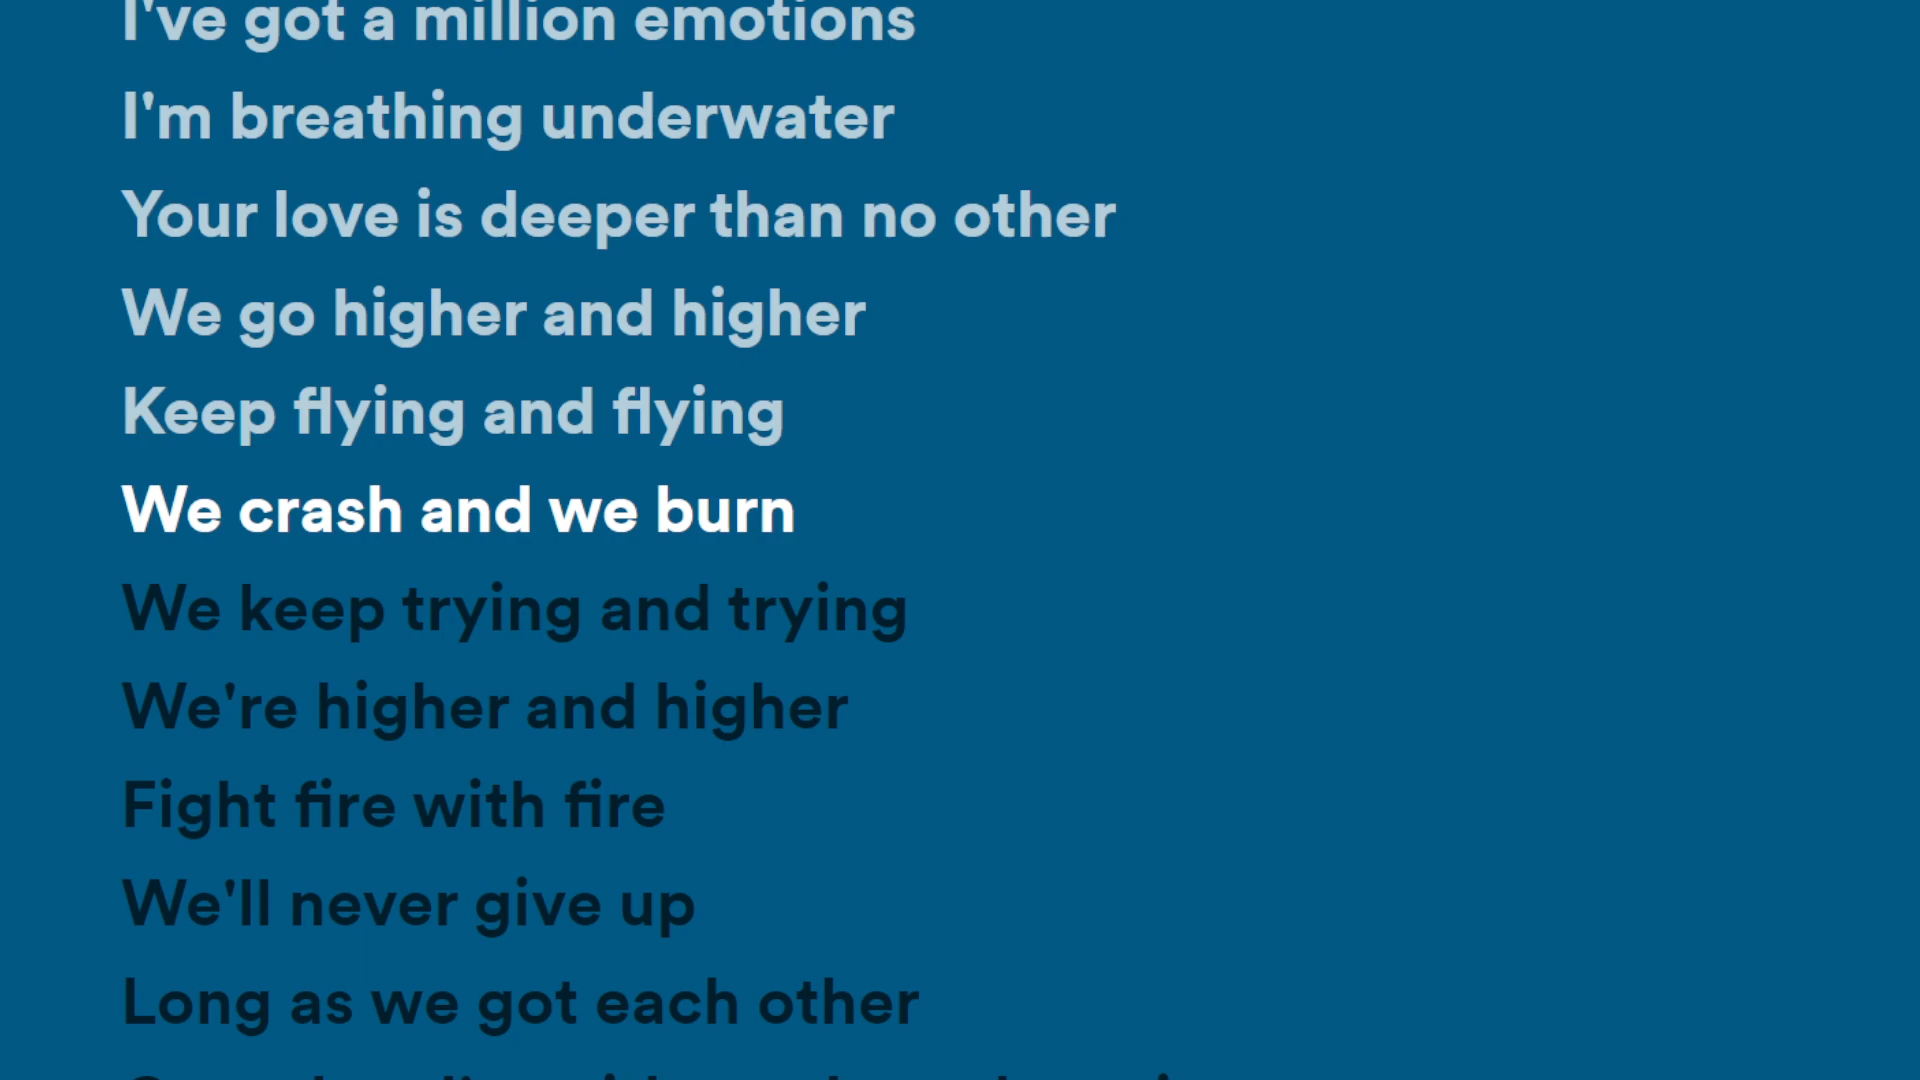 I've got a million emotions
I'm breathing underwater
Your love is deeper than no other
We go higher and higher
Keep flying and flying
We crash and we burn
We keep trying and trying
We're higher and higher
Fight fire with fire
We'll never give up
Long as we got each other